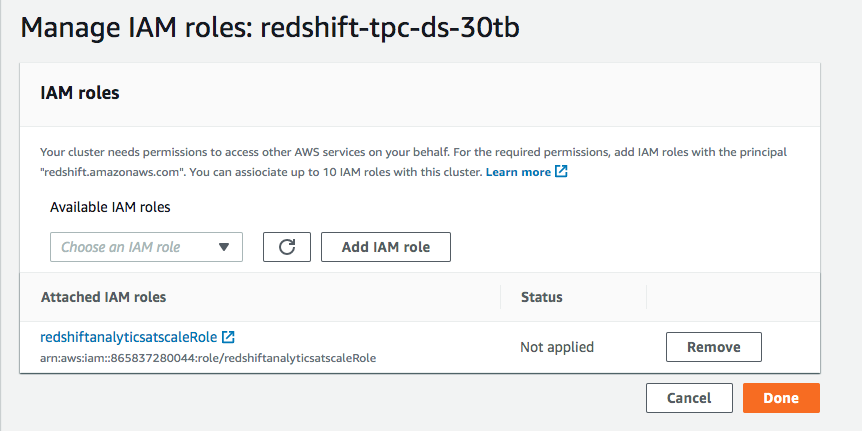 Manage IAM roles: redshift-tpc-ds-30tb
IAM roles
Your cluster needs permissions to access other AWS services on your behalf. For the required permissions, add IAM roles with the principal
"redshift.amazonaws.com". You can assiociate up to 10 IAM roles with this cluster. Learn more
Available IAM roles
Choose an IAM role
Add IAM role
Attached IAM roles Status
redshiftanalyticsatscaleRole
Not applied Remove
arn:aws:iam::865837280044:role/redshiftanalyticsatscaleRole
Cancel Done